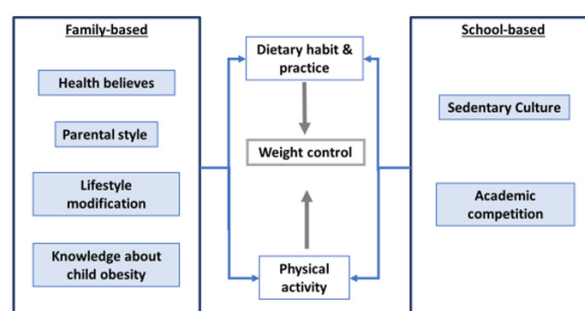 Family-based
Health believes
Parental style
Lifestyle
modification
Knowledge about
child obesity
Dietary habit &
practice
Weight control
Physical
activity
School-based
Sedentary Culture
Academic
competition